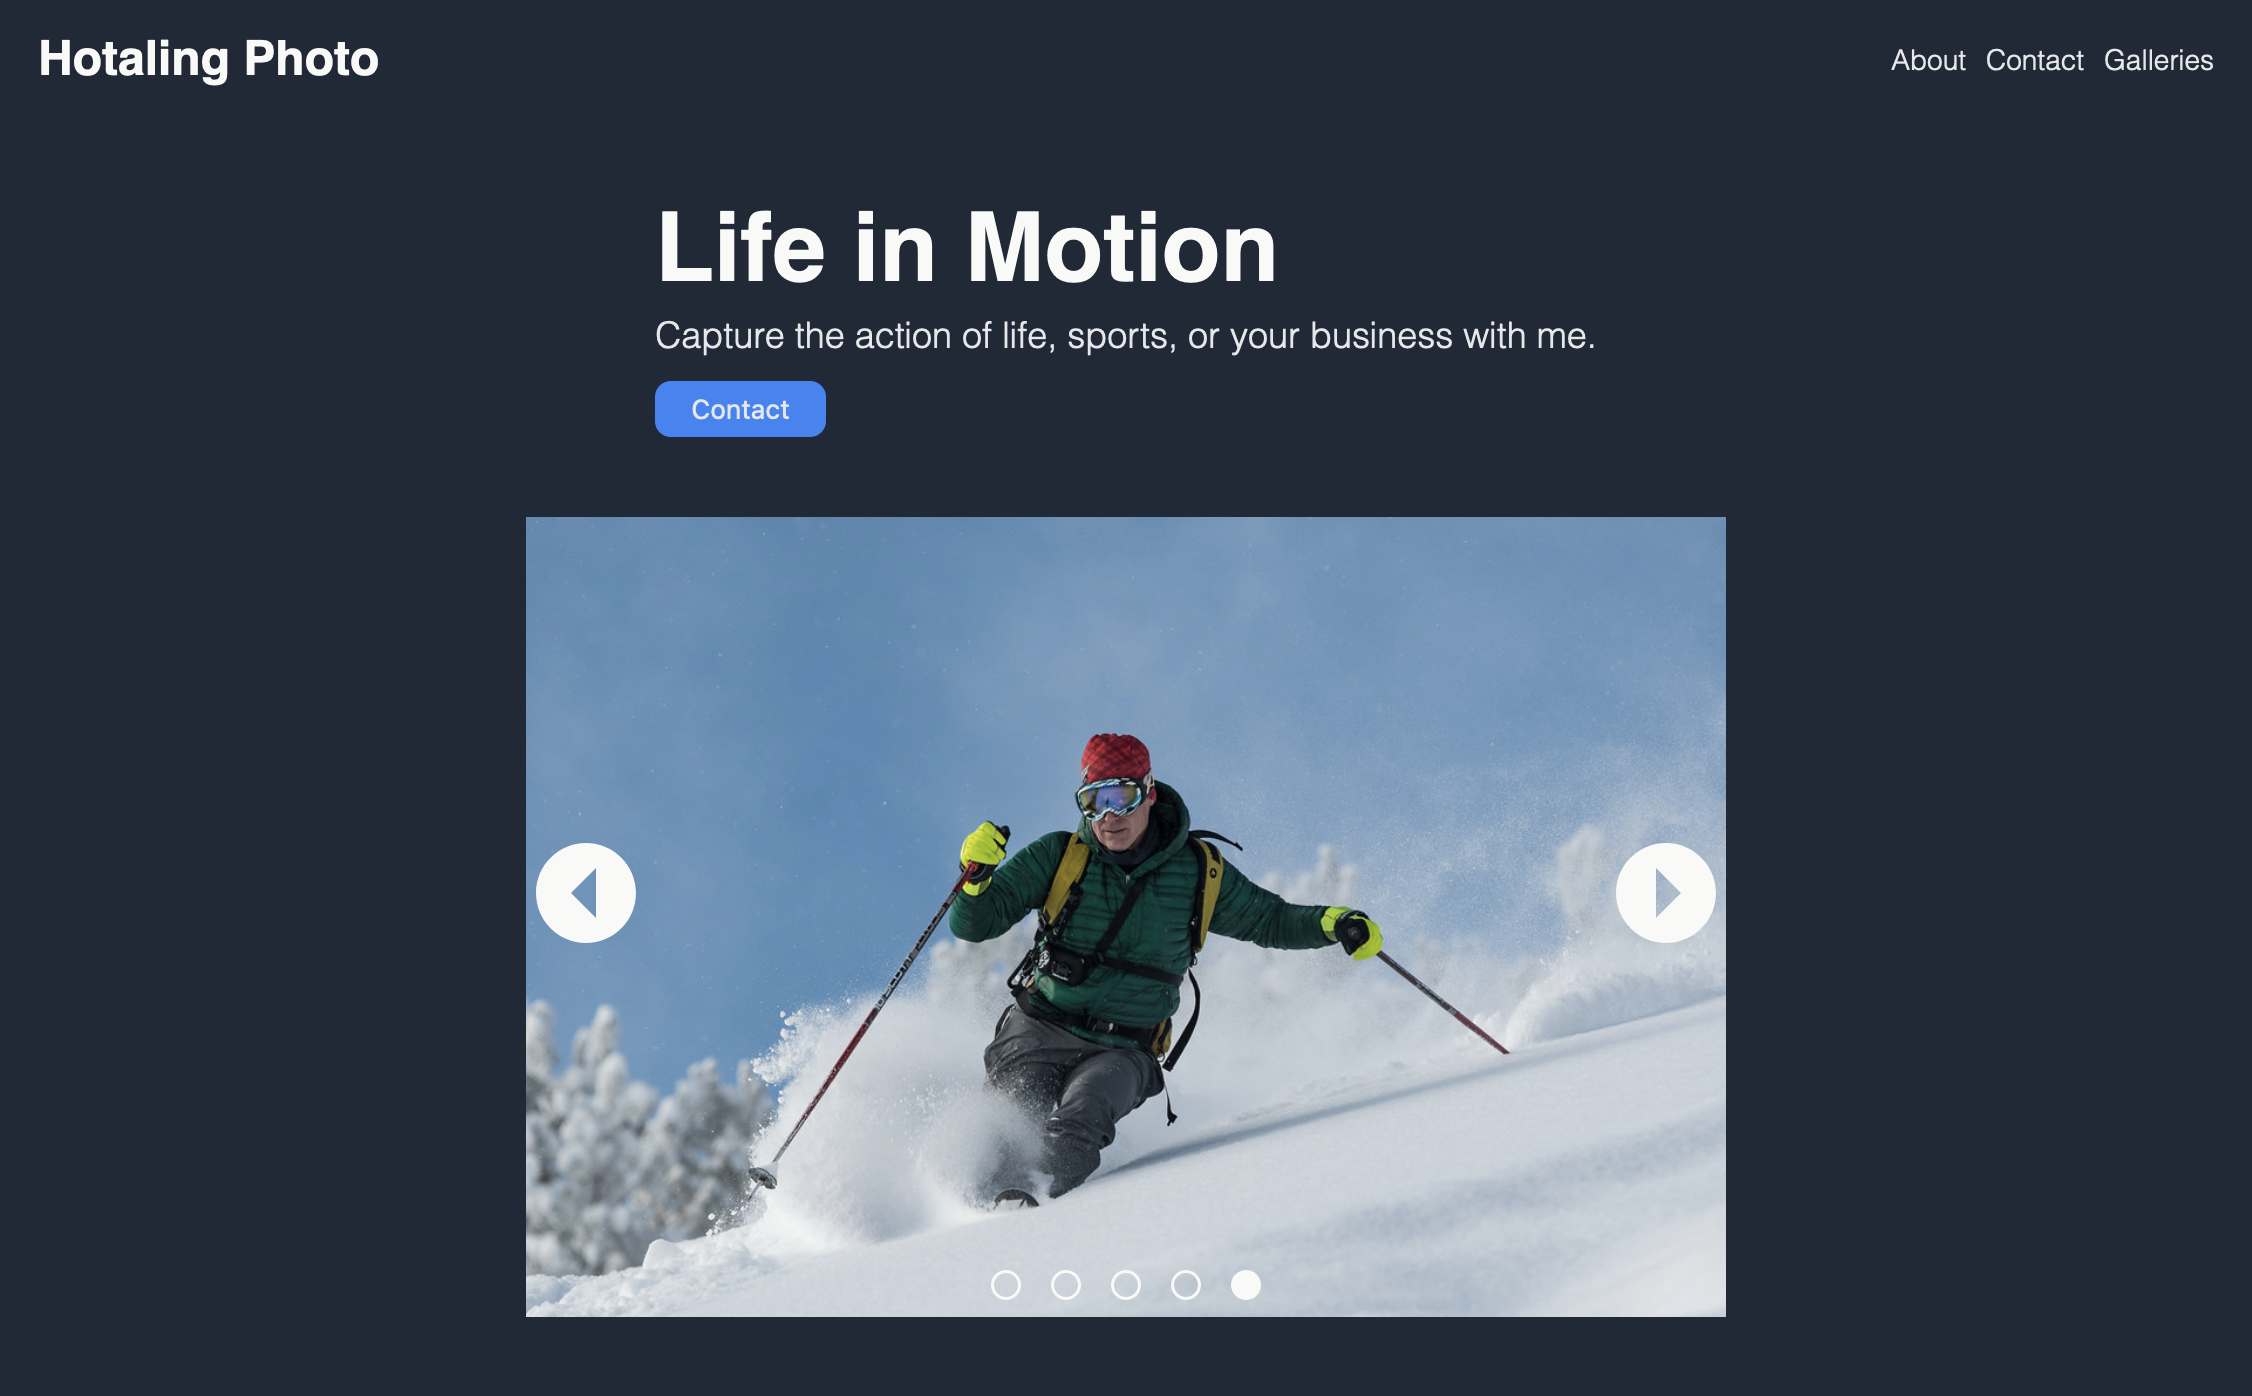 Hotaling Photo
About Contact Galleries
Life in Motion
Capture the action of life, sports, or your business with me.
Contact